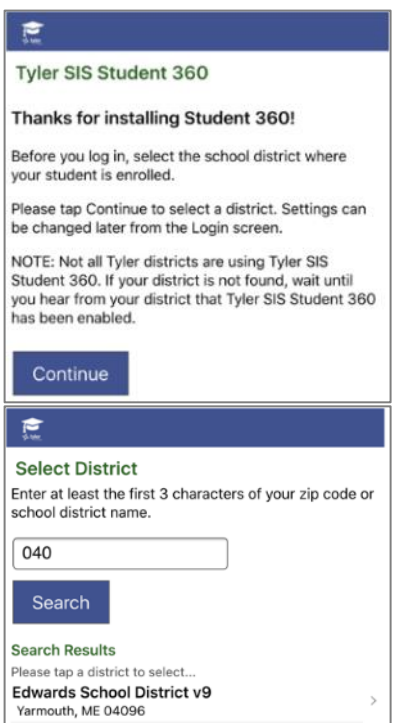 Tyler SIS Student 360
Thanks for installing Student 360!
Before you log in, select the school district where
your student is enrolled.
Please tap Continue to select a district. Settings can
be changed later from the Login screen.
NOTE: Not all Tyler districts are using Tyler SIS
Student 360. If your district is not found, wait until
you hear from your district that Tyler SIS Student 360
has been enabled.
Continue
Select District
Enter at least the first 3 characters of your zip code or
school district name.
040
Search
Search Results
Please tap a district to select...
Edwards School District v9
Yarmouth, ME 04096